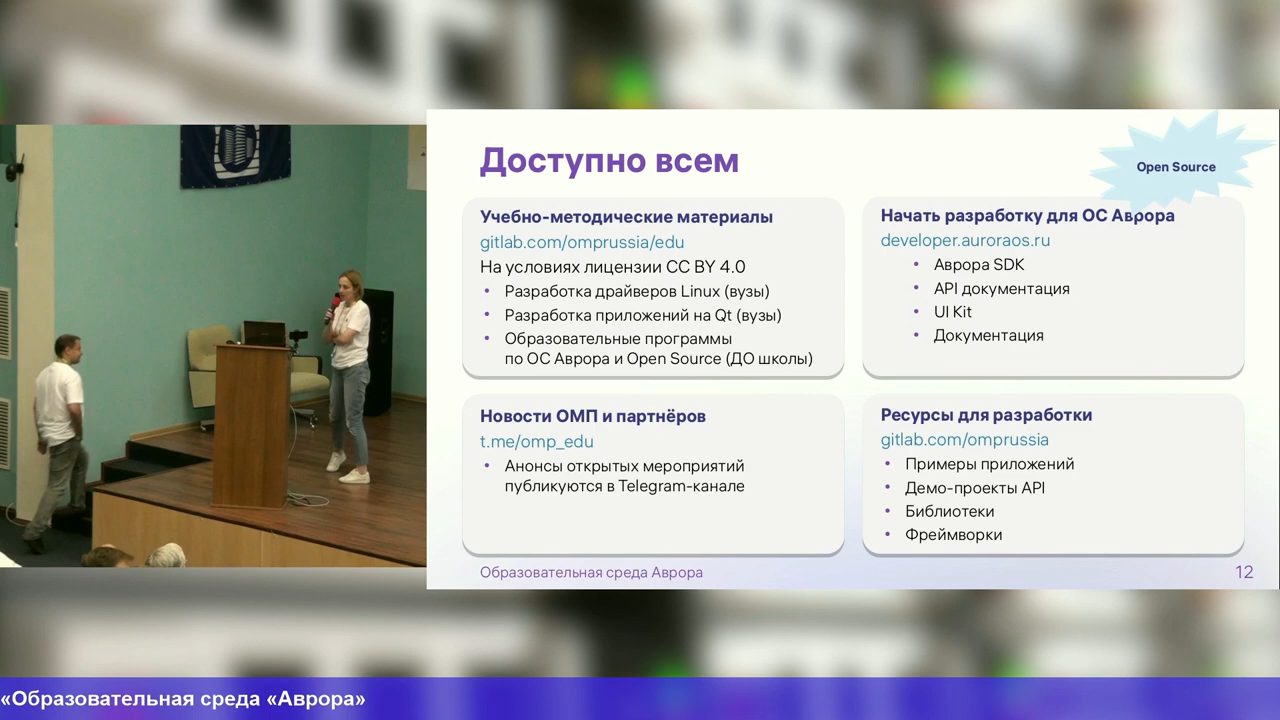 Доступно всем
Open Source
Учебно-методические материалы
gitlab.com/omprussia/edu
На условиях лицензии CC BY 4.0
• Разработка драйверов Linux (вузы)
• Разработка приложений на Qt (вузы)
• Образовательные программы
по ОС Аврора и Open Source (ДО школы)
Начать разработку для ОС Аврора
developer.auroraos.ru
• Аврора SDK
• API документация
• UI Kit
• Документация
Новости ОМП и партнёров
t.me/omp_edu
• Анонсы открытых мероприятий
публикуются в Telegram-канале
Ресурсы для разработки
gitlab.com/omprussia
• Примеры приложений
• Демо-проекты API
• Библиотеки
• Фреймворки
Образовательная среда Аврора
12
«Образовательная среда «Аврора»